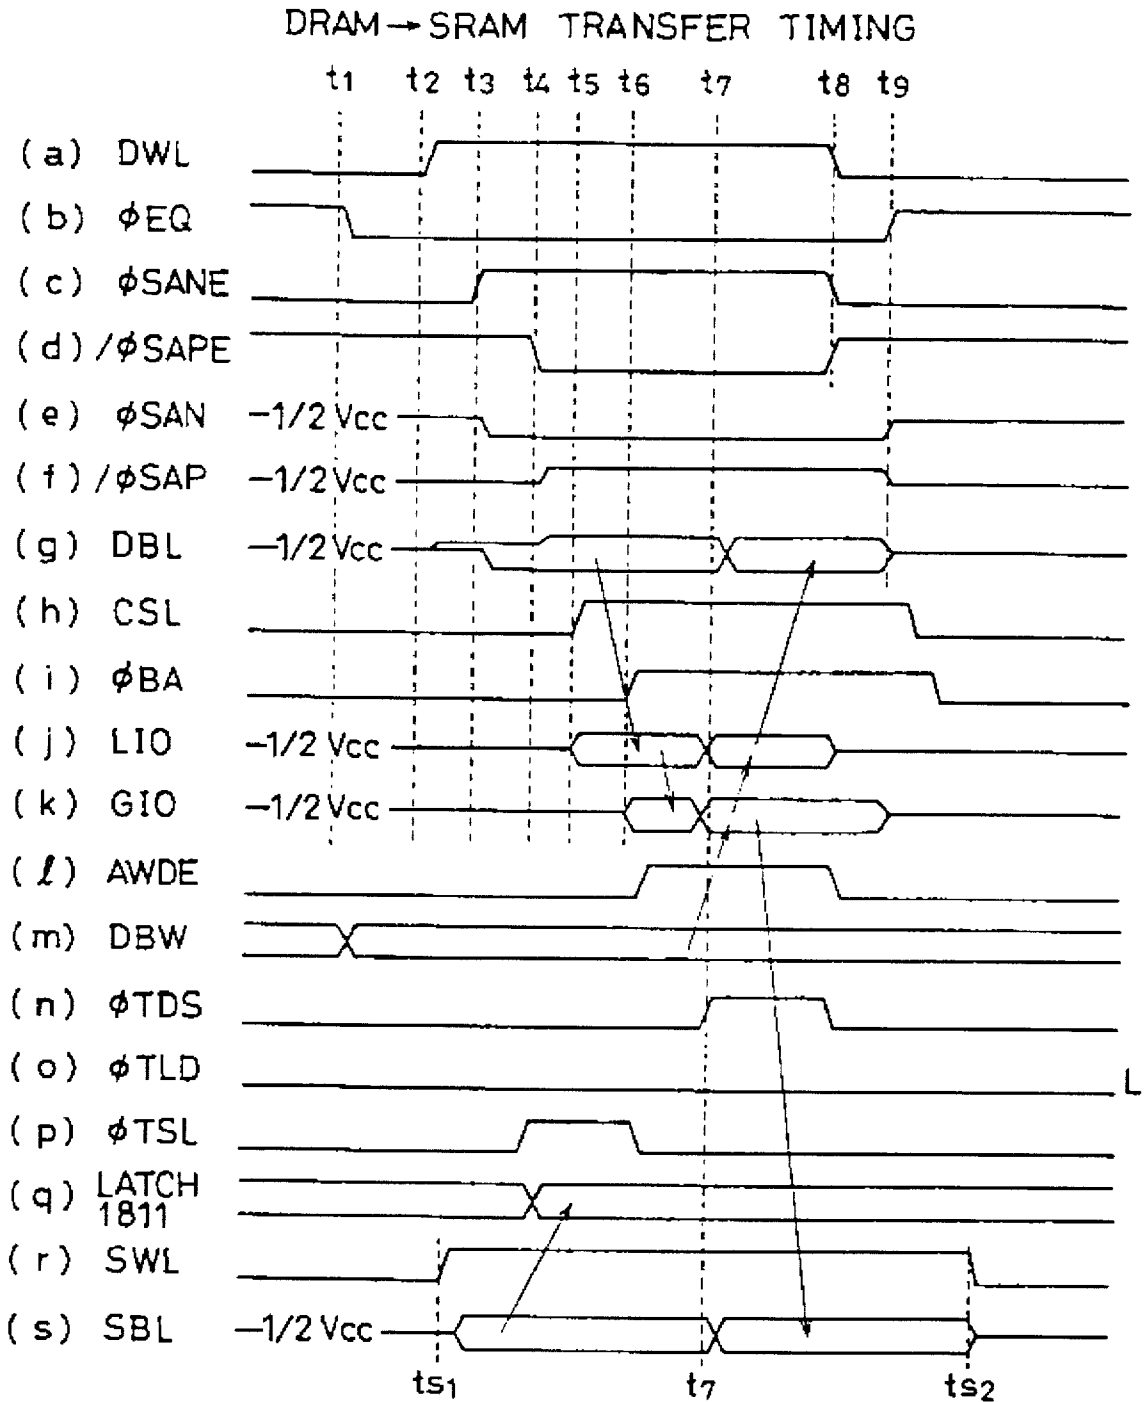 DRAM→SRAM TRANSFER TIMING
t1 t2 t3 t4 t5 t6 t7 t8 t9
(a) DWL
(b) φEQ
(c) φSANE
(d) /φSAPE
(e) φSAN −1/2 Vcc
(f) /φSAP −1/2 Vcc
(g) DBL −1/2 Vcc
(h) CSL
(i) φBA
(j) LIO −1/2 Vcc
(k) GIO −1/2 Vcc
(l) AWDE
(m) DBW
(n) φTDS
(o) φTLD L
(p) φTSL
(q) LATCH
1811
(r) SWL
(s) SBL −1/2 Vcc
ts1 t7 ts2